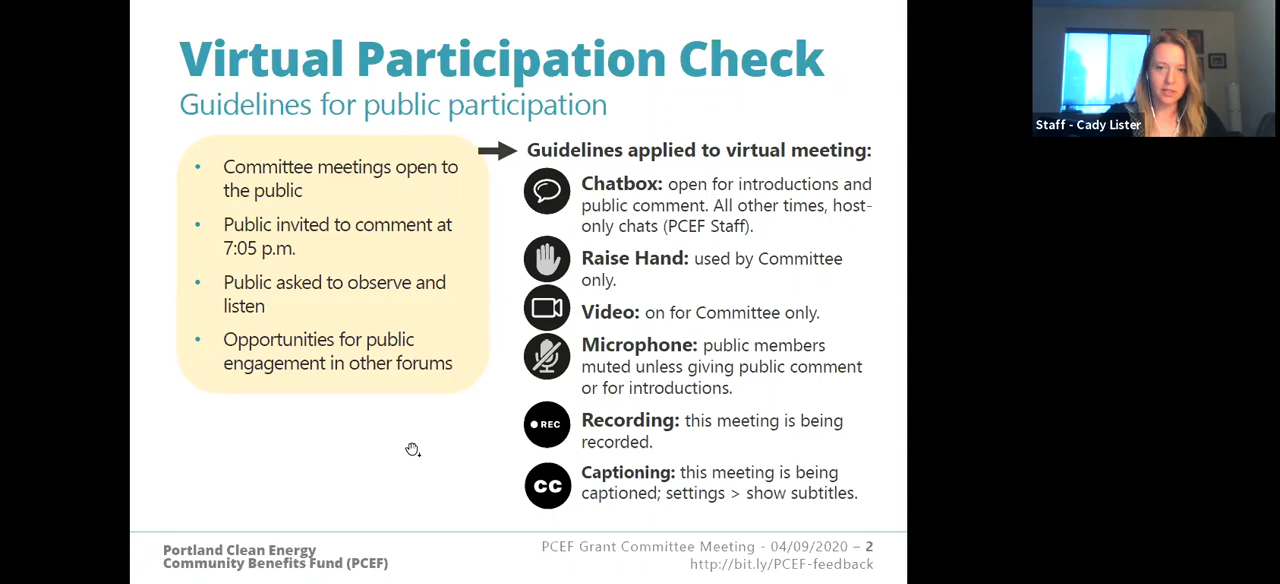 Virtual Participation Check
Guidelines for public participation
• Committee meetings open to
the public
• Public invited to comment at
7:05 p.m.
• Public asked to observe and
listen
• Opportunities for public
engagement in other forums
Guidelines applied to virtual meeting:
Chatbox: open for introductions and
public comment. All other times, host-
only chats (PCEF Staff).
Raise Hand: used by Committee
only.
Video: on for Committee only.
Microphone: public members
muted unless giving public comment
or for introductions.
REC
Recording: this meeting is being
recorded.
CC
Captioning: this meeting is being
captioned; settings > show subtitles.
Portland Clean Energy
Community Benefits Fund (PCEF)
PCEF Grant Committee Meeting - 04/09/2020 – 2
http://bit.ly/PCEF-feedback
Staff - Cady Lister